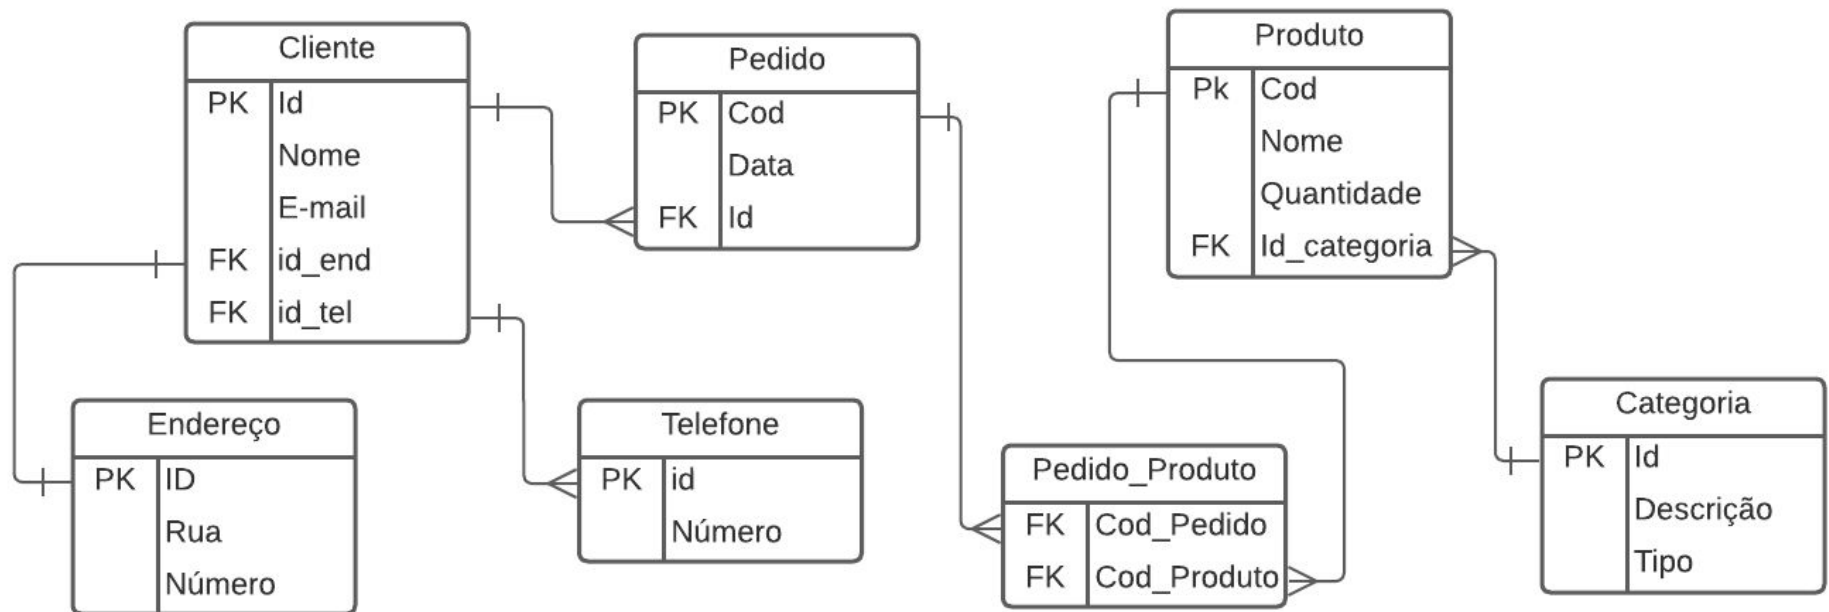 Cliente
PK Id
Nome
E-mail
FK id_end
FK id_tel
Pedido
PK Cod
Data
FK Id
Produto
Pk Cod
Nome
Quantidade
FK Id_categoria
Endereço
PK ID
Rua
Número
Telefone
PK id
Número
Pedido_Produto
FK Cod_Pedido
FK Cod_Produto
Categoria
PK Id
Descrição
Tipo